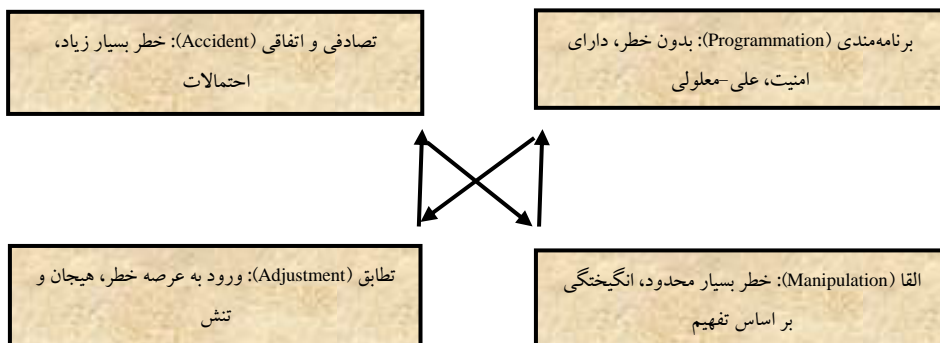 برنامه‌مندی (Programmation): بدون خطر، دارای
امنیت، علی-معلولی
تصادفی و اتفاقی (Accident): خطر بسیار زیاد،
احتمالات
القا (Manipulation): خطر بسیار محدود، انگیختگی
بر اساس تفهیم
تطابق (Adjustment): ورود به عرصه خطر، هیجان و
تنش